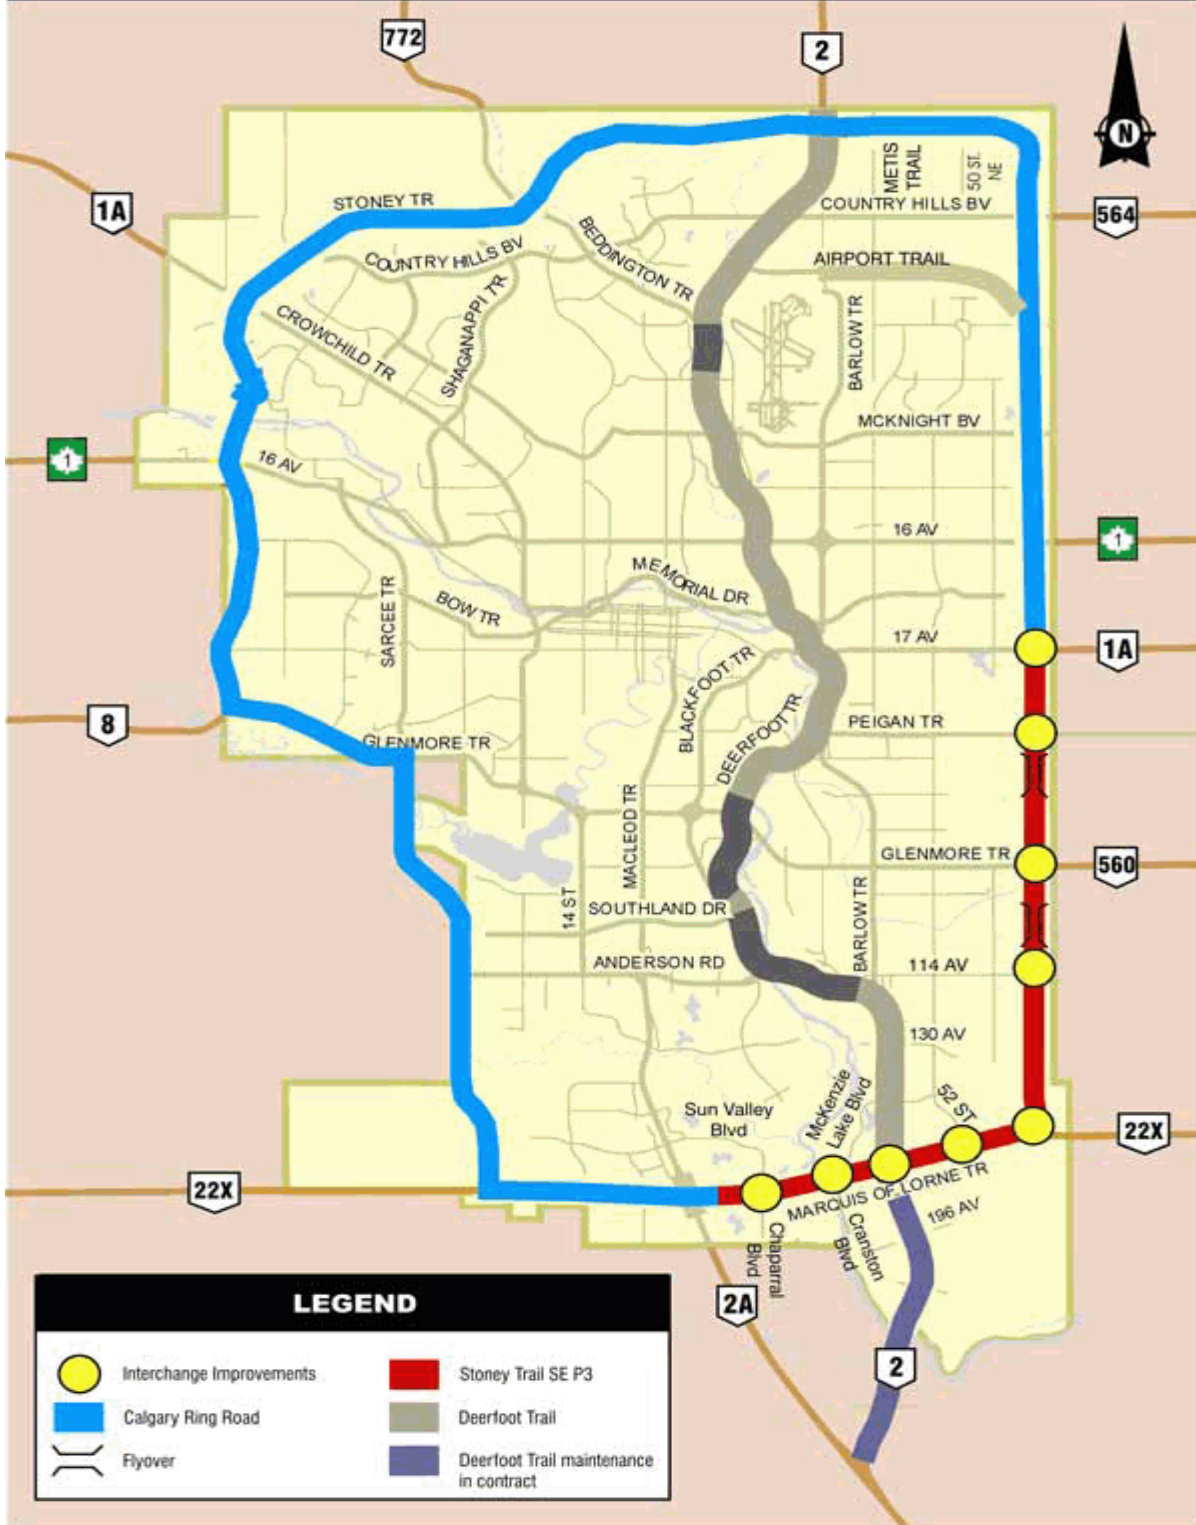 772
2
N
1A
STONEY TR
METIS
TRAIL
50 ST.
NE
COUNTRY HILLS BV
564
BEDDINGTON TR
COUNTRY HILLS BV
AIRPORT TRAIL
SHAGANAPPI TR
CROWCHILD TR
BARLOW TR
MCKNIGHT BV
1
16 AV
16 AV
1
MEMORIAL DR
BOW TR
SARCEE TR
17 AV
1A
BLACKFOOT TR
8
GLENMORE TR
DEERFOOT TR
PEIGAN TR
MACLEOD TR
GLENMORE TR
560
14 ST
SOUTHLAND DR
BARLOW TR
ANDERSON RD
114 AV
130 AV
Sun Valley
Blvd
McKenzie
Lake Blvd
52 ST
22X
22X
MARQUIS OF LORNE TR
196 AV
Chaparral
Blvd
Cranston
Blvd
2A
2
LEGEND
Interchange Improvements
Stoney Trail SE P3
Calgary Ring Road
Deerfoot Trail
Flyover
Deerfoot Trail maintenance
in contract